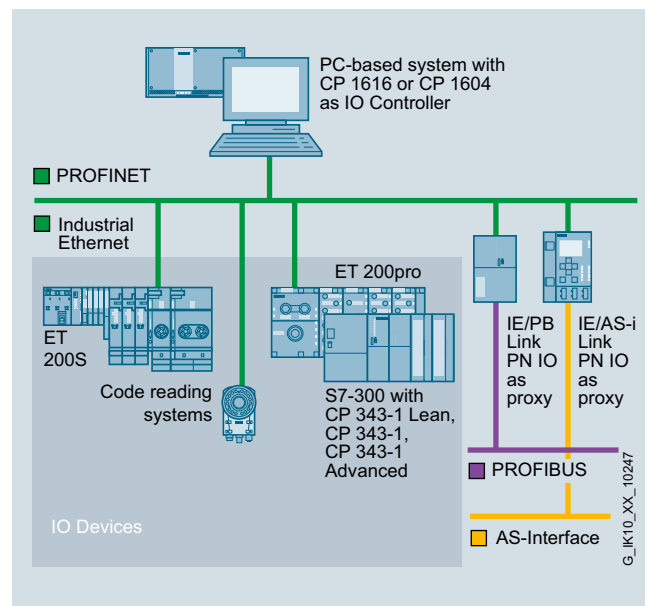 PC-based system with
CP 1616 or CP 1604
as IO Controller
PROFINET
Industrial
Ethernet
ET 200pro
ET
200S
Code reading
systems
S7-300 with
CP 343-1 Lean,
CP 343-1,
CP 343-1
Advanced
IE/PB
Link
PN IO
as
proxy
IE/AS-i
Link
PN IO
as
proxy
PROFIBUS
AS-Interface
IO Devices
G_IK10_XX_10247